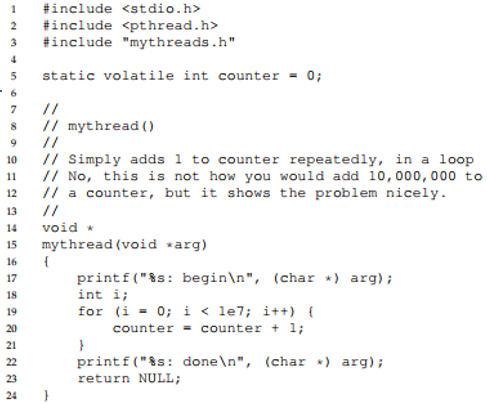 1 #include <stdio.h>
2 #include <pthread.h>
3 #include "mythreads.h"
4
5 static volatile int counter = 0;
6
7 //
8 // mythread()
9 //
10 // Simply adds 1 to counter repeatedly, in a loop
11 // No, this is not how you would add 10,000,000 to
12 // a counter, but it shows the problem nicely.
13 //
14 void *
15 mythread(void *arg)
16 {
17 printf("%s: begin\n", (char *) arg);
18 int i;
19 for (i = 0; i < 1e7; i++) {
20 counter = counter + 1;
21 }
22 printf("%s: done\n", (char *) arg);
23 return NULL;
24 }